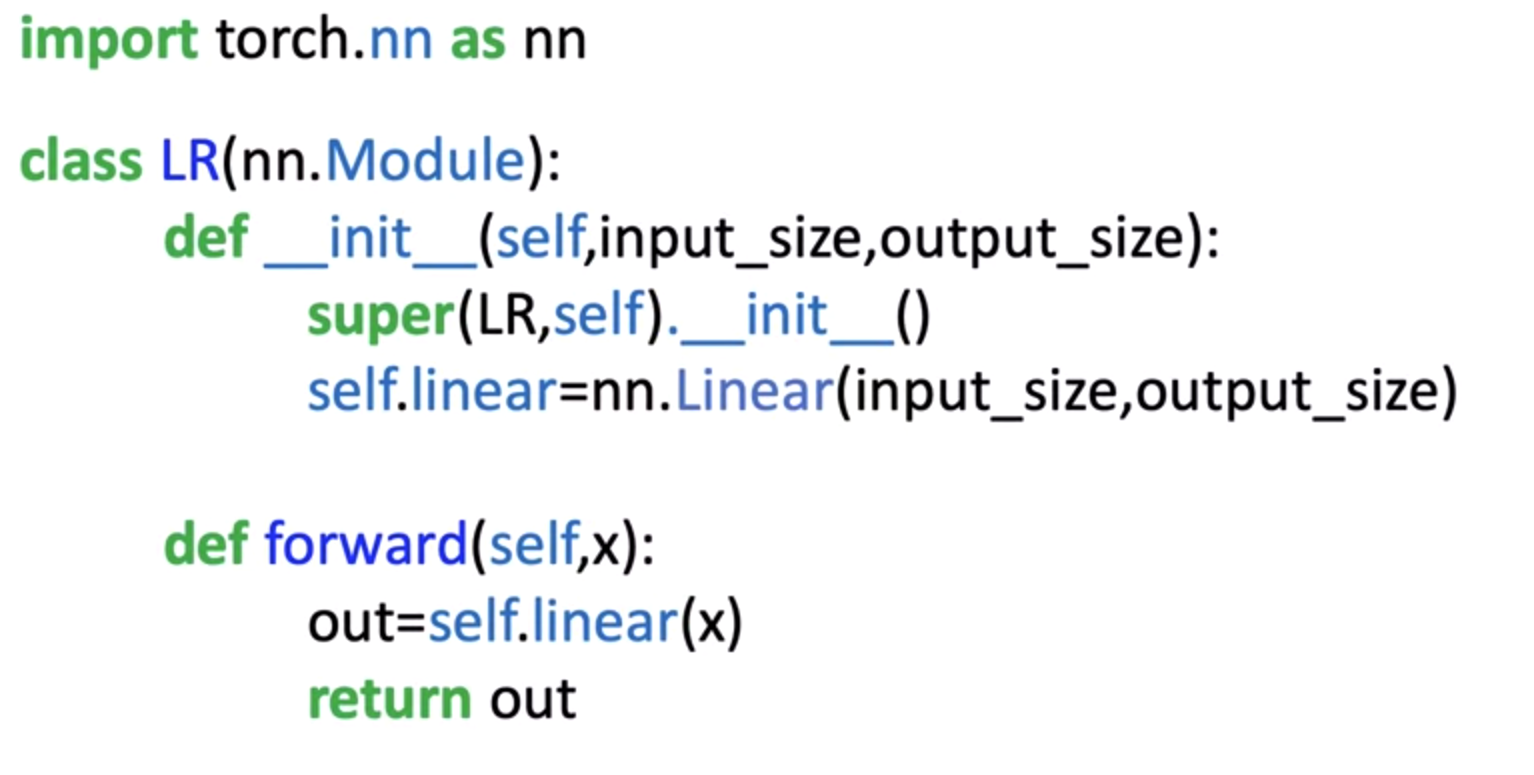 import torch.nn as nn
class LR(nn.Module):
def __init__(self,input_size,output_size):
super(LR,self).__init__()
self.linear=nn.Linear(input_size,output_size)
def forward(self,x):
out=self.linear(x)
return out